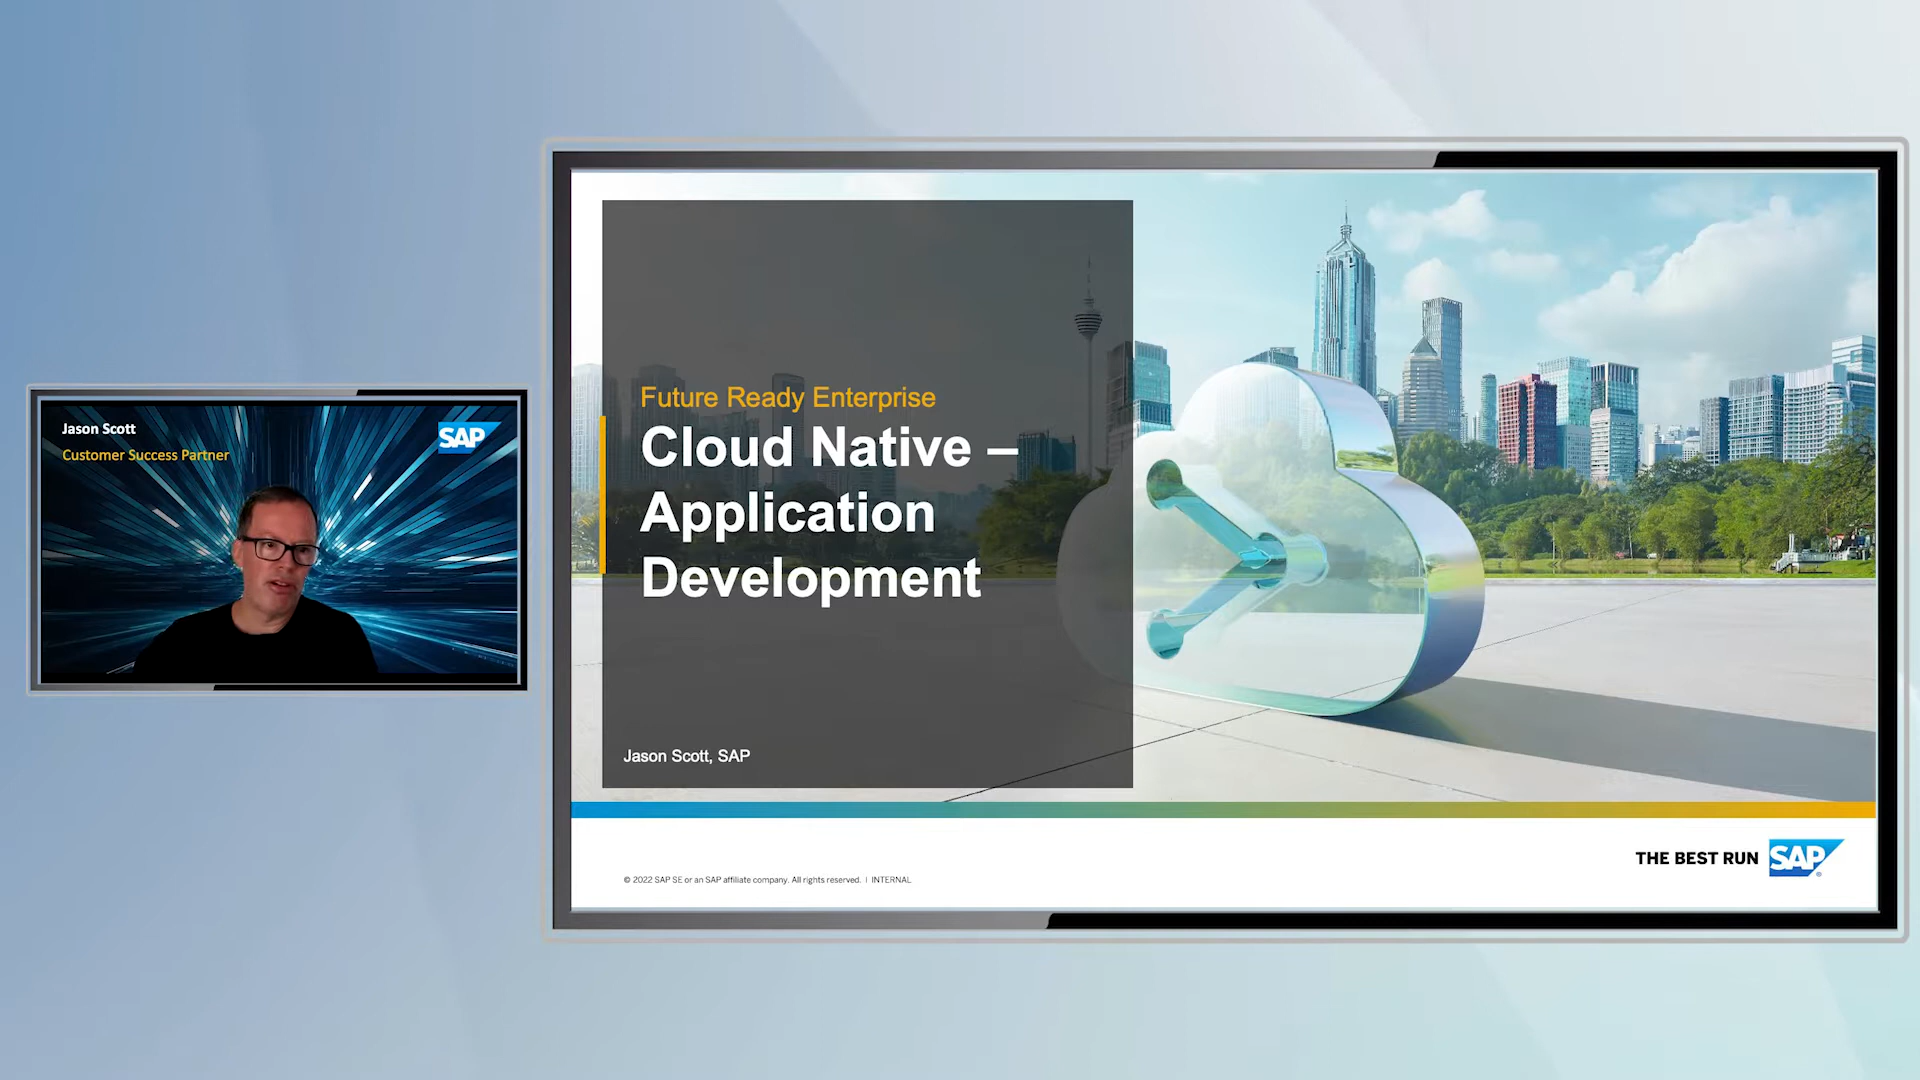 Jason Scott
Customer Success Partner
SAP
Future Ready Enterprise
Cloud Native –
Application
Development
Jason Scott, SAP
THE BEST RUN SAP®
© 2022 SAP SE or an SAP affiliate company. All rights reserved. | INTERNAL